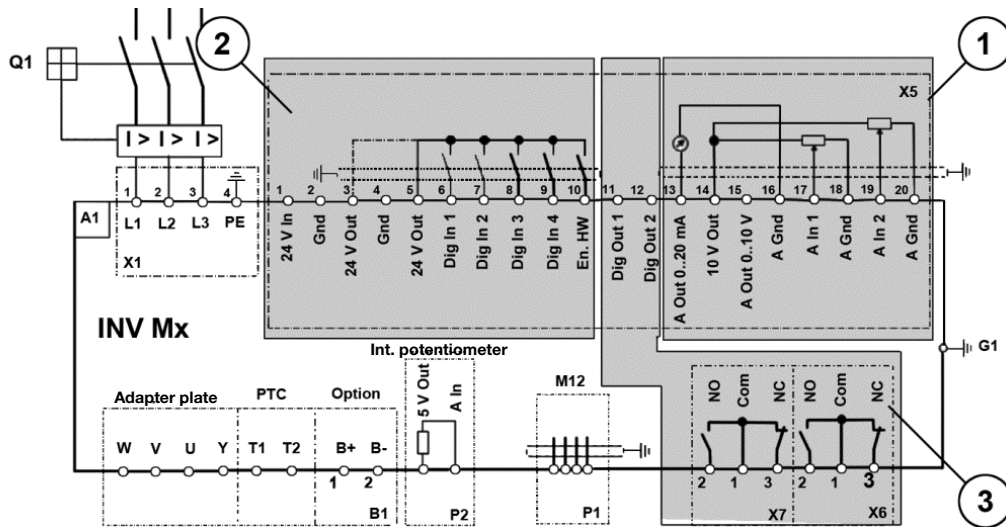 Q1
2
1
X5
I > I > I >
1 2 3 4
L1 L2 L3 PE
A1
X1
1 2 3 4 5 6 7 8 9 10 11 12 13 14 15 16 17 18 19 20
24 V In
Gnd
24 V Out
Gnd
24 V Out
Dig In 1
Dig In 2
Dig In 3
Dig In 4
En. HW
Dig Out 1
Dig Out 2
A Out 0..20 mA
10 V Out
A Out 0..10 V
A Gnd
A In 1
A Gnd
A In 2
A Gnd
INV Mx
G1
Int. potentiometer
Adapter plate PTC Option
5 V Out
A In
M12
NO
Com
NC
NO
Com
NC
W V U Y T1 T2 B+ B-
1 2
2 1 3 2 1 3
B1 P2 P1 X7 X6
3